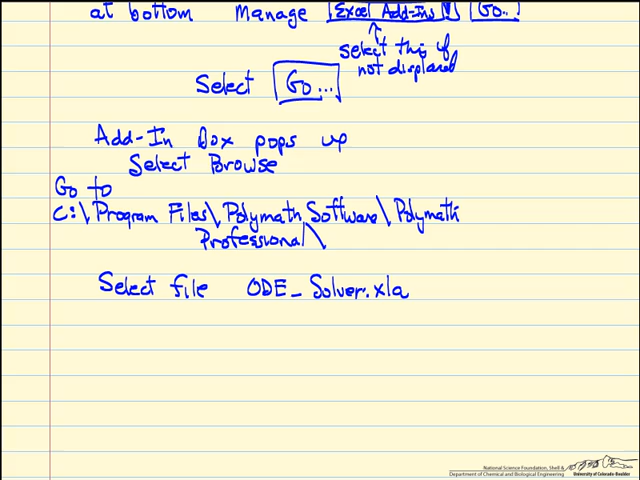 at bottom Manage Excel Add-Ins Go..
select this if
not displayed
Select Go...
Add-In Box pops up
Select Browse
Go to
C:\Program Files\Polymath Software\Polymath
Professional\
Select file ODE_Solver.xla
National Science Foundation, Shell &
Department of Chemical and Biological Engineering
University of Colorado Boulder